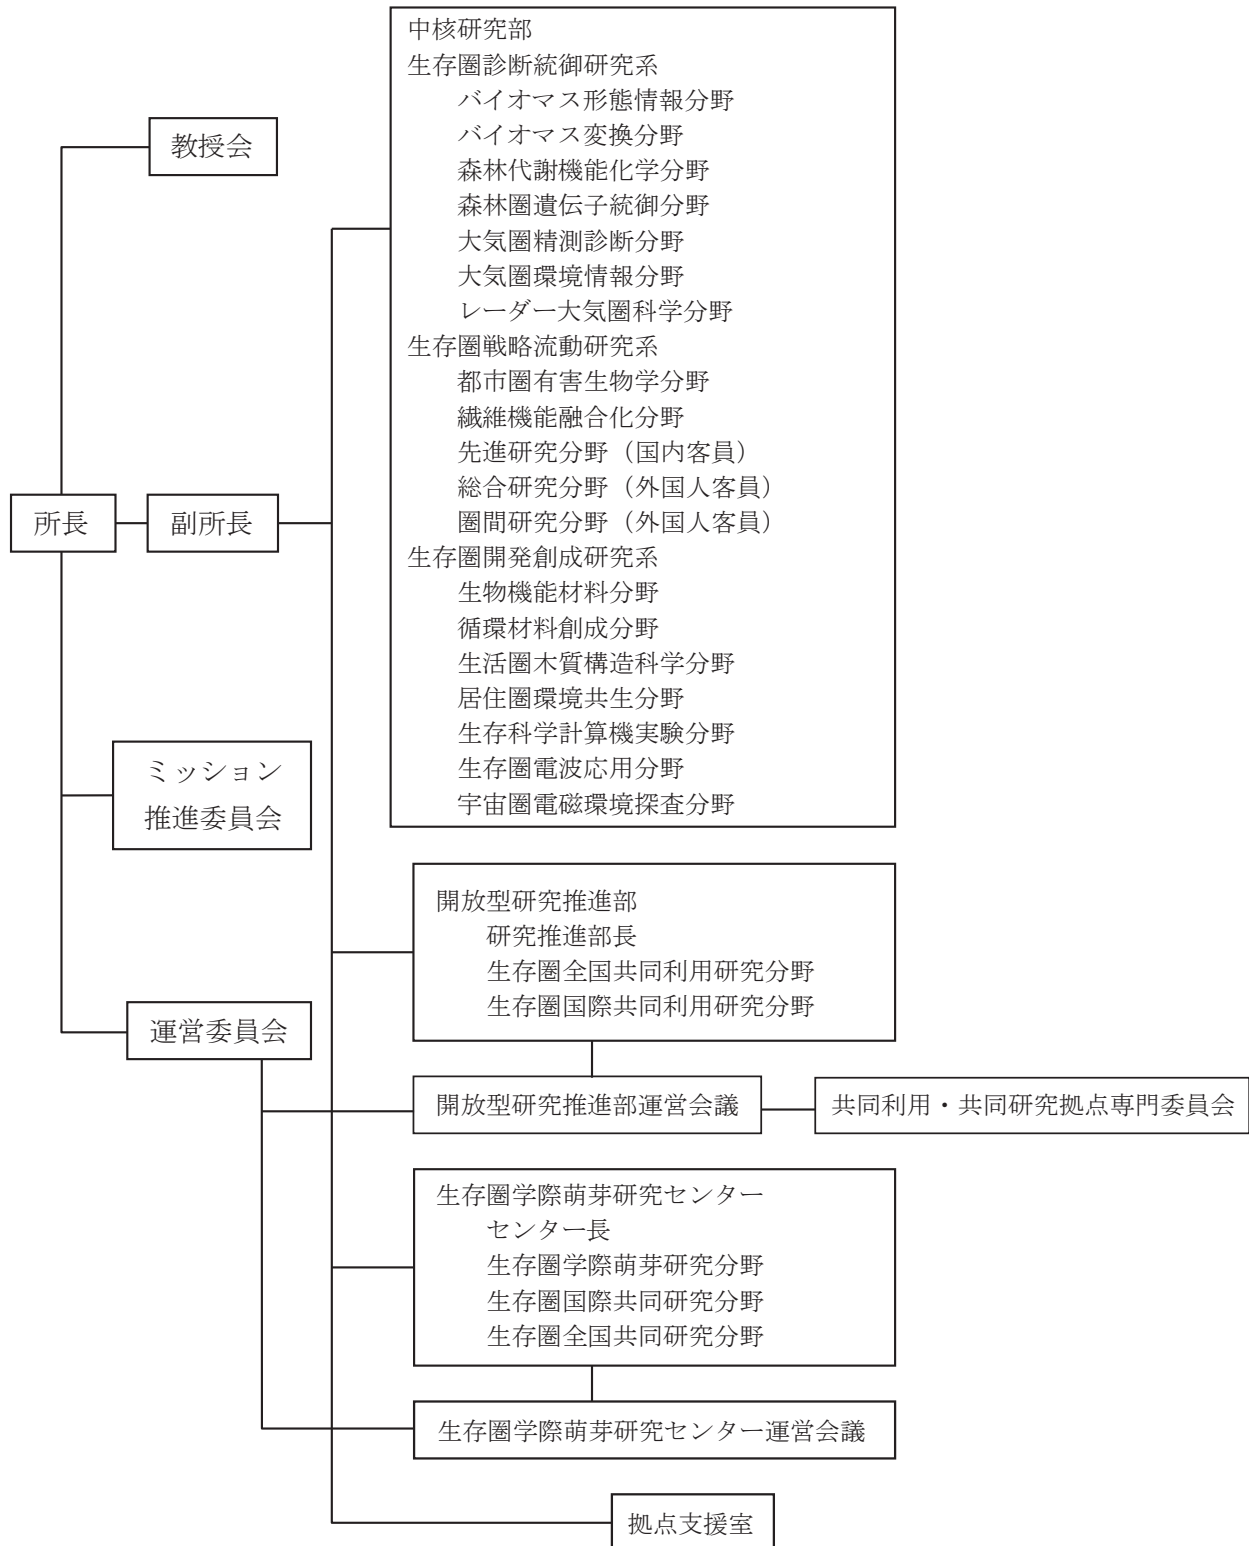 中核研究部
生存圏診断統御研究系
バイオマス形態情報分野
バイオマス変換分野
森林代謝機能化学分野
森林圏遺伝子統御分野
大気圏精測診断分野
大気圏環境情報分野
レーダー大気圏科学分野
生存圏戦略流動研究系
都市圏有害生物学分野
繊維機能融合化分野
先進研究分野（国内客員）
総合研究分野（外国人客員）
圏間研究分野（外国人客員）
生存圏開発創成研究系
生物機能材料分野
循環材料創成分野
生活圏木質構造科学分野
居住圏環境共生分野
生存科学計算機実験分野
生存圏電波応用分野
宇宙圏電磁環境探査分野
教授会
所長
副所長
ミッション
推進委員会
運営委員会
開放型研究推進部
研究推進部長
生存圏全国共同利用研究分野
生存圏国際共同利用研究分野
開放型研究推進部運営会議
共同利用・共同研究拠点専門委員会
生存圏学際萌芽研究センター
センター長
生存圏学際萌芽研究分野
生存圏国際共同研究分野
生存圏全国共同研究分野
生存圏学際萌芽研究センター運営会議
拠点支援室